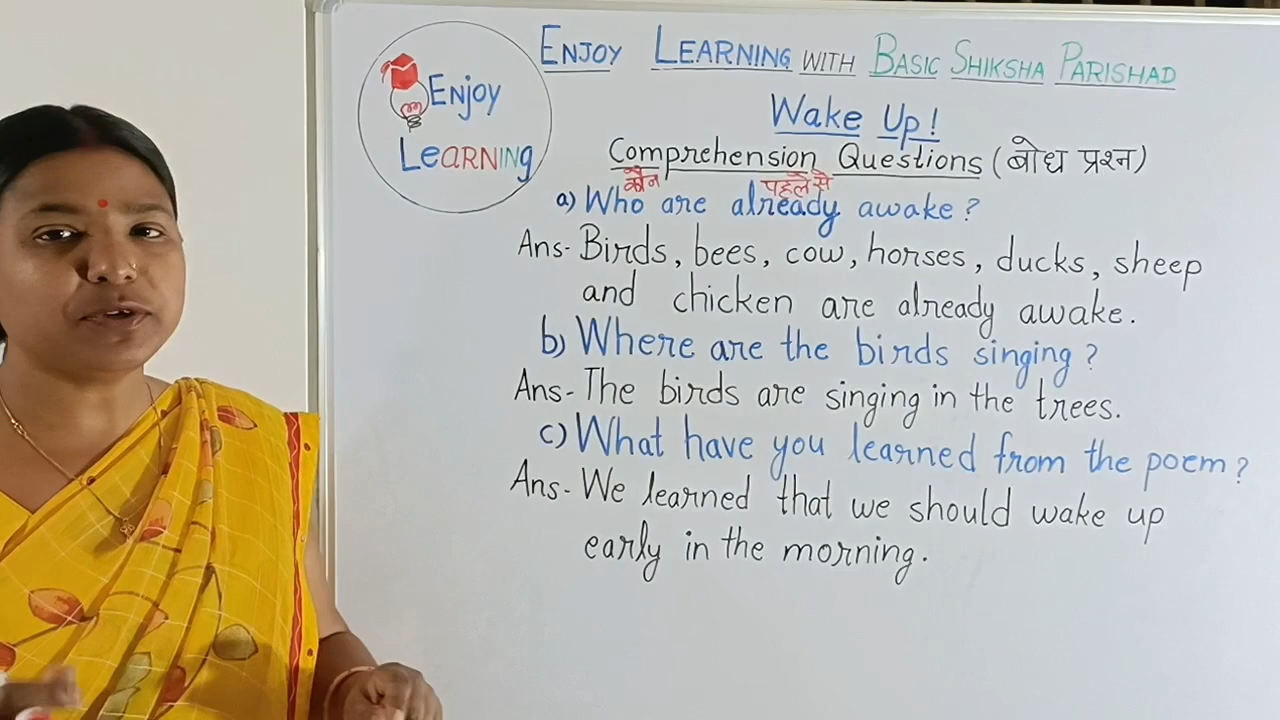 Enjoy
Learning
Enjoy Learning with Basic Shiksha Parishad
Wake Up!
Comprehension Questions (बोध प्रश्न)
कौन पहले से
a) Who are already awake?
Ans- Birds, bees, cow, horses, ducks, sheep
and chicken are already awake.
b) Where are the birds singing?
Ans- The birds are singing in the trees.
c) What have you learned from the poem?
Ans- We learned that we should wake up
early in the morning.